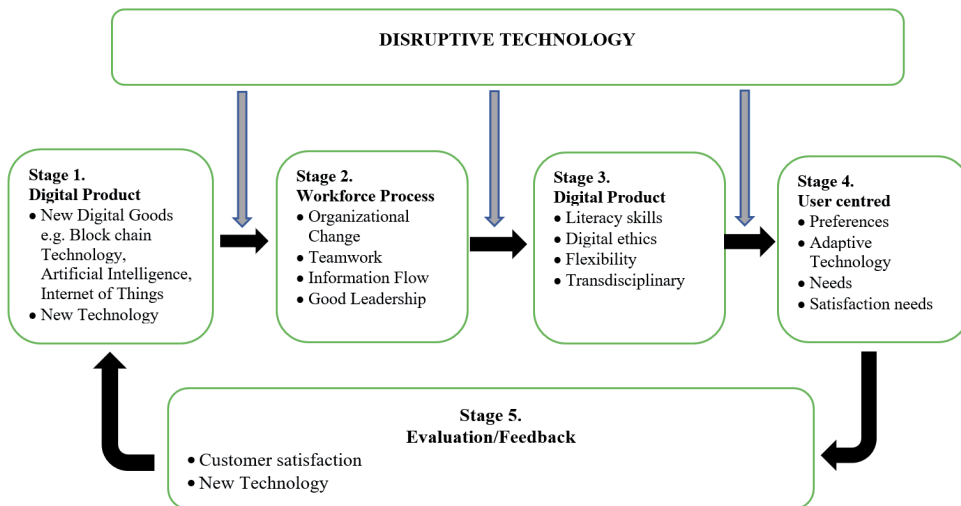 DISRUPTIVE TECHNOLOGY
Stage 1.
Digital Product
• New Digital Goods
e.g. Block chain
Technology,
Artificial Intelligence,
Internet of Things
• New Technology
Stage 2.
Workforce Process
• Organizational
Change
• Teamwork
• Information Flow
• Good Leadership
Stage 3.
Digital Product
• Literacy skills
• Digital ethics
• Flexibility
• Transdisciplinary
Stage 4.
User centred
• Preferences
• Adaptive
Technology
• Needs
• Satisfaction needs
Stage 5.
Evaluation/Feedback
• Customer satisfaction
• New Technology